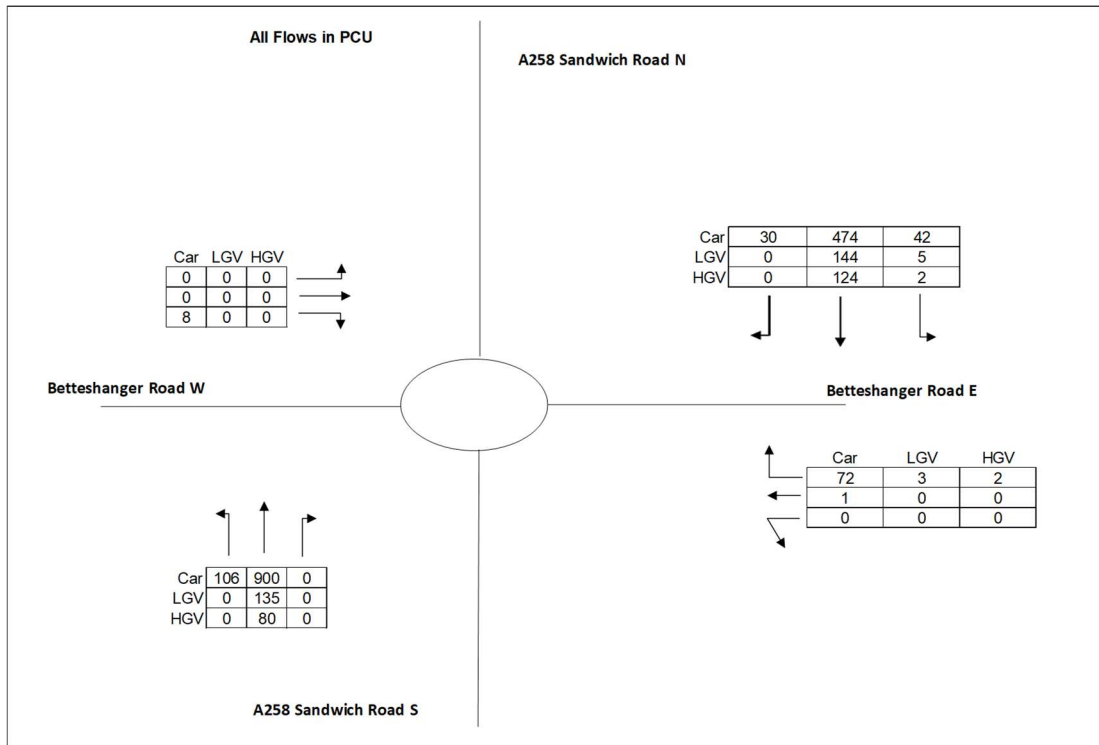 All Flows in PCU
A258 Sandwich Road N
Car 30 474 42
LGV 0 144 5
HGV 0 124 2
Car LGV HGV
0 0 0
0 0 0
8 0 0
Betteshanger Road W
Betteshanger Road E
Car LGV HGV
72 3 2
1 0 0
0 0 0
Car 106 900 0
LGV 0 135 0
HGV 0 80 0
A258 Sandwich Road S